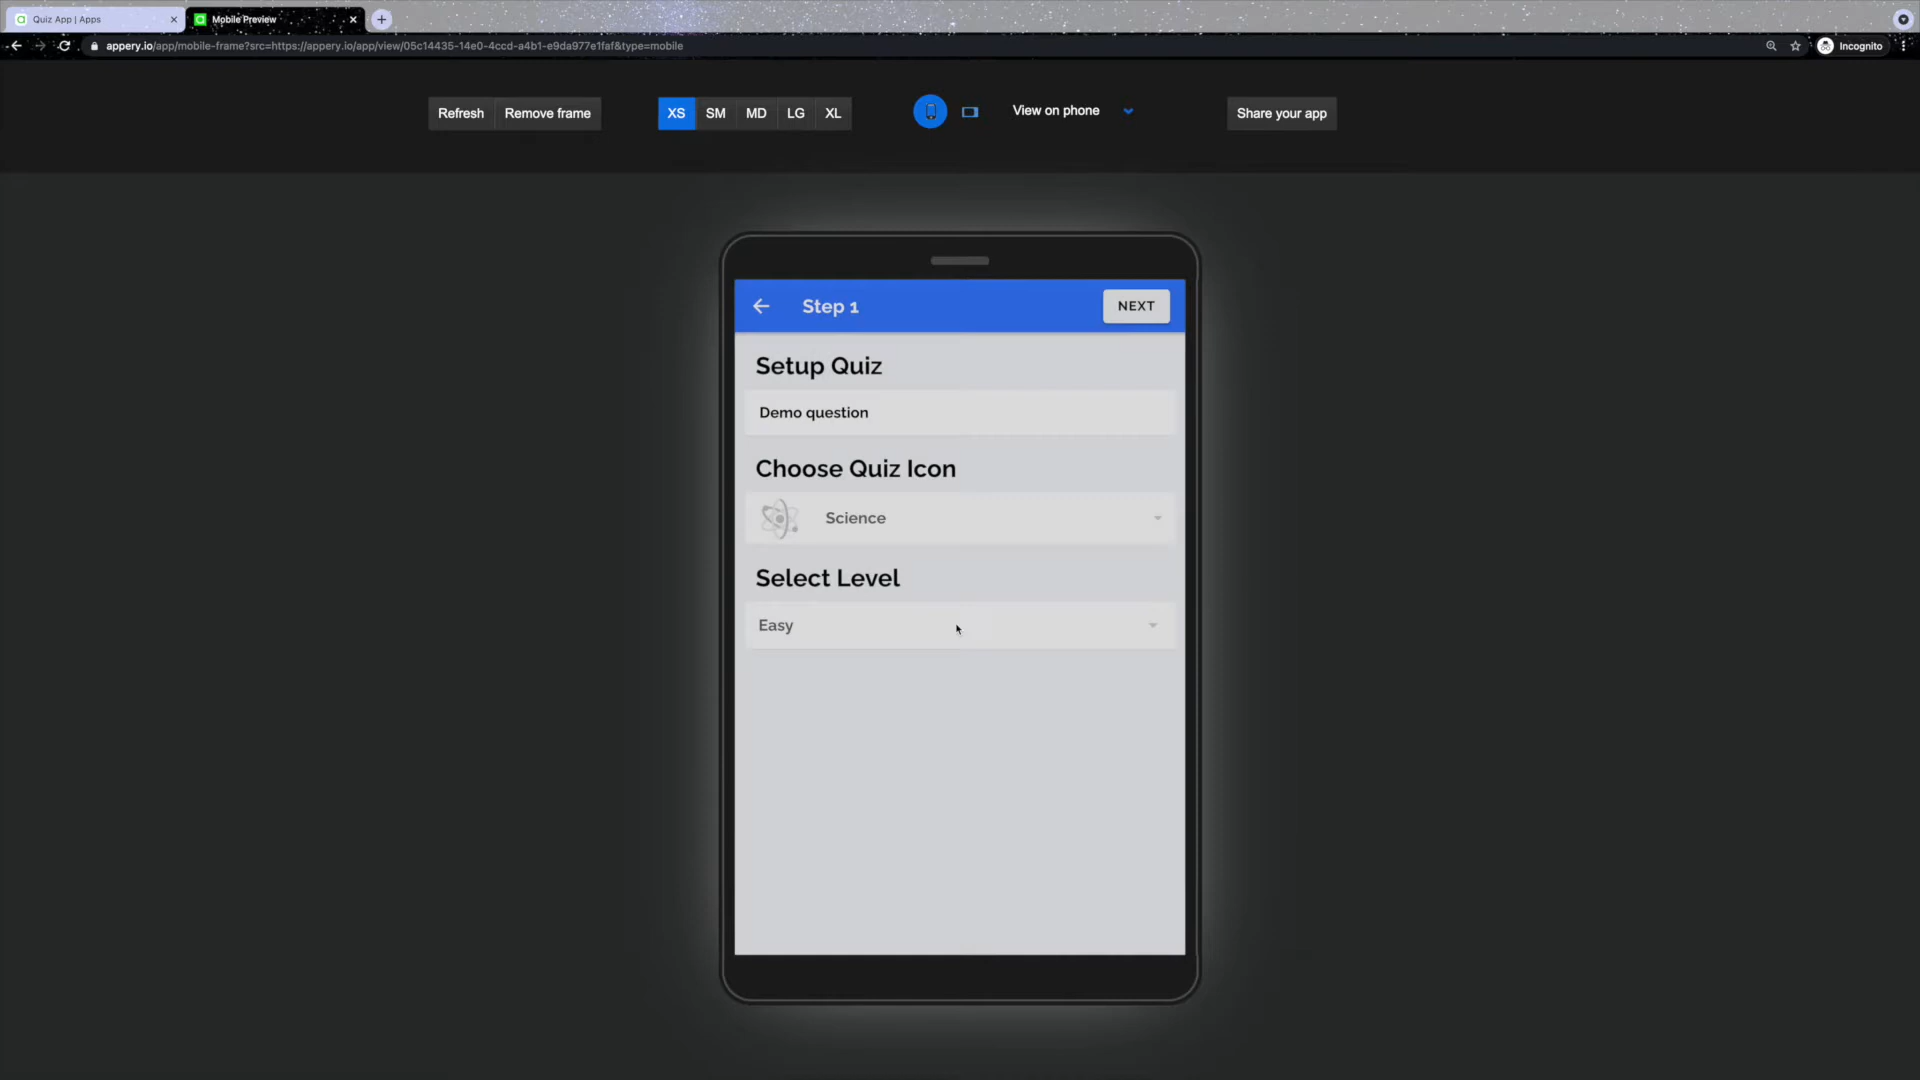 Quiz App | Apps
Mobile Preview
appery.io/app/mobile-frame?src=https://appery.io/app/view/05c14435-14e0-4ccd-a4b1-e9da977e1faf&type=mobile
Incognito
Refresh
Remove frame
XS
SM
MD
LG
XL
View on phone
Share your app
Step 1
NEXT
Setup Quiz
Demo question
Choose Quiz Icon
Science
Select Level
Easy